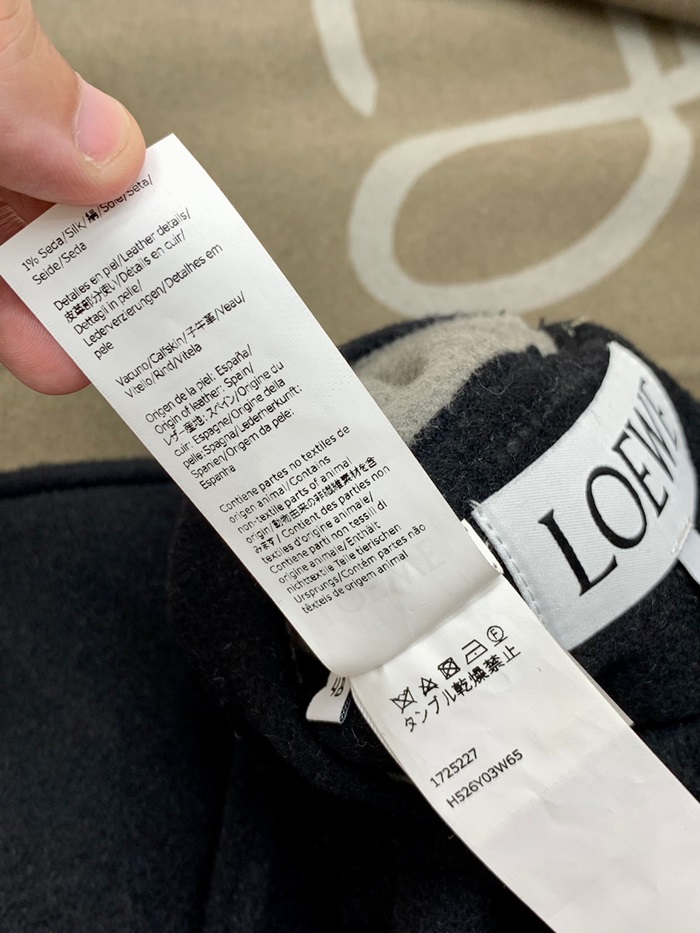 1% Seca/Silk/絹/Soie/Seta/
Seide/Seda
Detalles en piel/Leather details/
皮革部分使い/Détails en cuir/
Dettagli in pelle/
Lederverzierungen/Detalhes em
pele
Vacuno/Calfskin/子牛革/Veau/
Vitello/Rind/Vitela
Origen de la piel: España/
Origin of leather: Spain/
レザー産地: スペイン/Origine du
cuir: Espagne/Origine della
pelle:Spagna/Lederherkunft:
Spanien/Origem da pele:
Espanha
Contiene partes no textiles de
origen animal/Contains
non-textile parts of animal
origin/動物由来の非繊維素材を含
みます/ Contient des parties non
textiles d'origine animale/
Contiene parti non tessili di
origine animale/Enthält
nichttextile Teile tierischen
Ursprungs/Contém partes não
têxteis de origem animal
LOEWE
タンブル乾燥禁止
1725227
H526Y03W65